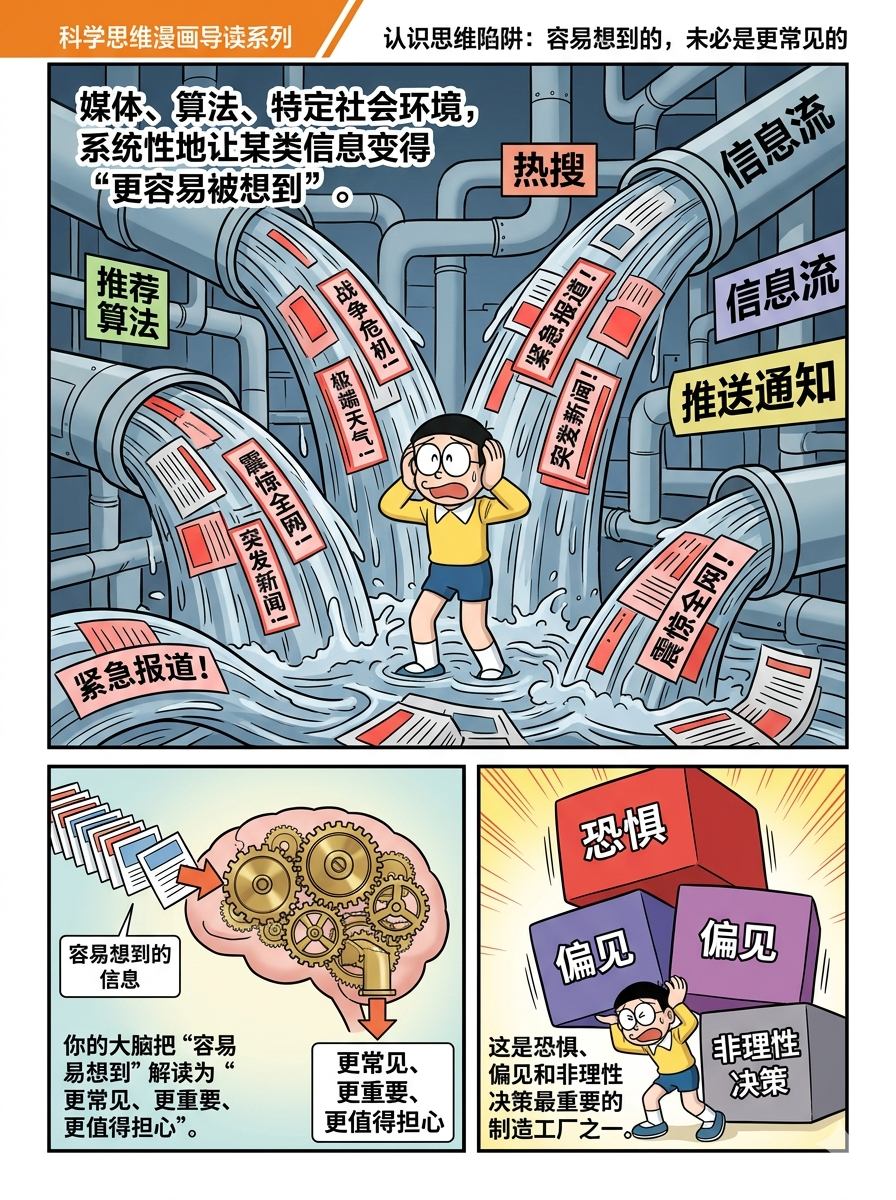 科学思维漫画导读系列
认识思维陷阱：容易想到的，未必是更常见的
媒体、算法、特定社会环境，
系统性地让某类信息变得
“更容易被想到”。
热搜
信息流
推荐
算法
信息流
推送通知
战争危机！
极端天气！
紧急报道！
突发新闻！
震惊全网！
突发新闻！
震惊全网！
紧急报道！
容易想到的
信息
你的大脑把“容易
易想到”解读为“
更常见、更重要、
更值得担心”。
更常见、
更重要、
更值得担心
恐惧
偏见
偏见
非理性
决策
这是恐惧、
偏见和非理性
决策最重要的
制造工厂之一。